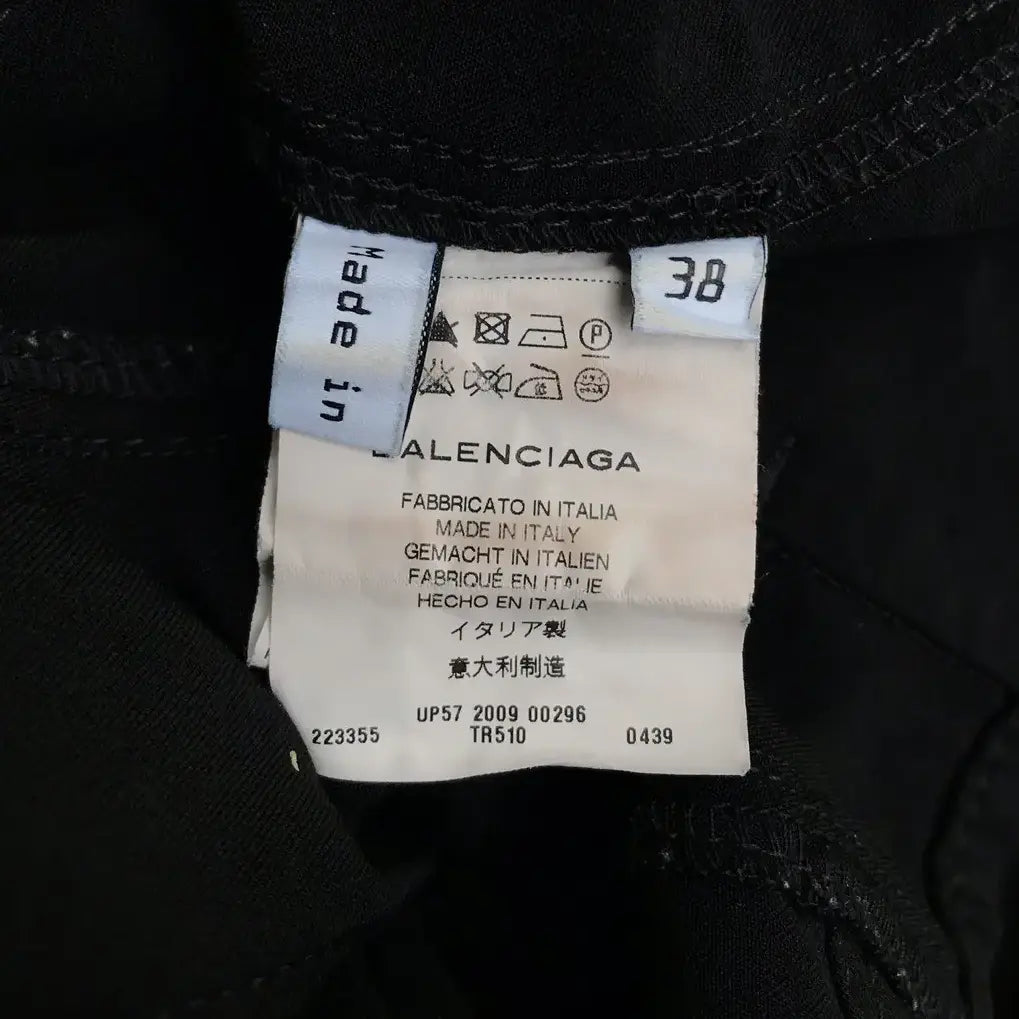 Made in
38
P
BALENCIAGA
FABBRICATO IN ITALIA
MADE IN ITALY
GEMACHT IN ITALIEN
FABRIQUÉ EN ITALIE
HECHO EN ITALIA
イタリア製
意大利制造
UP57 2009 00296
223355 TR510 0439